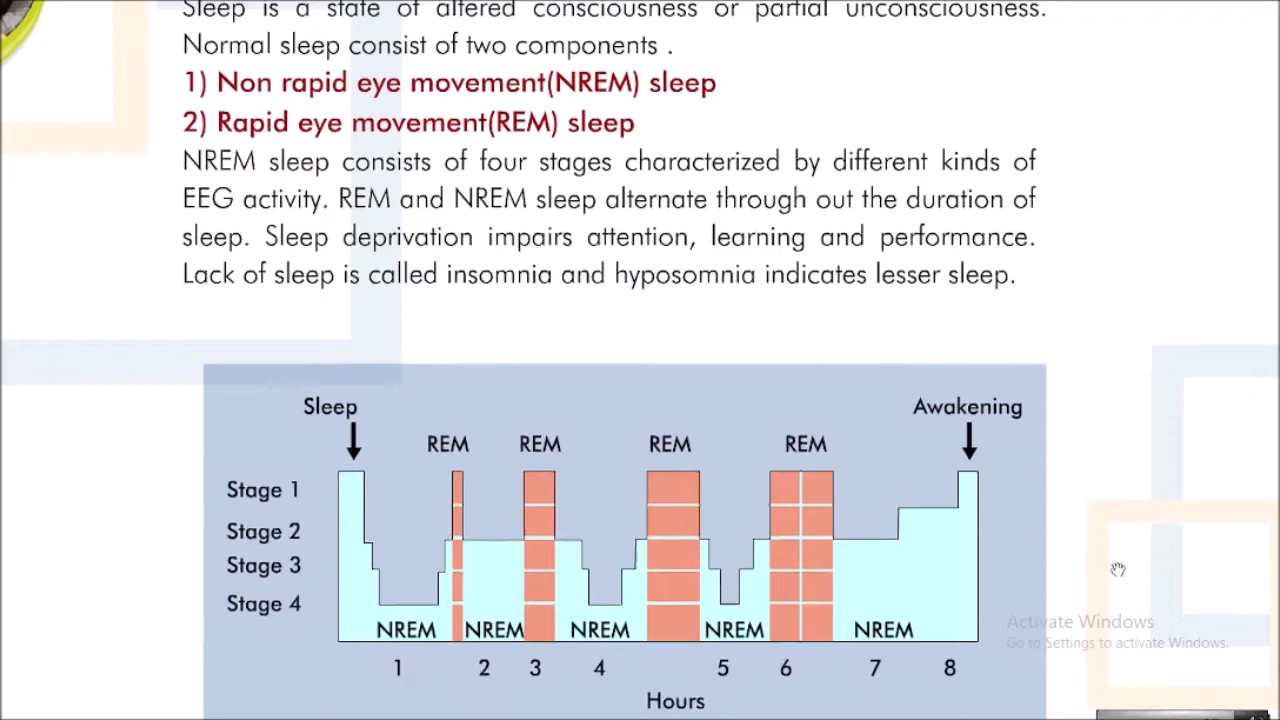 Sleep is a state of altered consciousness or partial unconsciousness.
Normal sleep consist of two components .
1) Non rapid eye movement(NREM) sleep
2) Rapid eye movement(REM) sleep
NREM sleep consists of four stages characterized by different kinds of
EEG activity. REM and NREM sleep alternate through out the duration of
sleep. Sleep deprivation impairs attention, learning and performance.
Lack of sleep is called insomnia and hyposomnia indicates lesser sleep.
Sleep Awakening
REM REM REM REM
Stage 1
Stage 2
Stage 3
Stage 4
NREM NREM NREM NREM NREM
1 2 3 4 5 6 7 8
Hours
Activate Windows
Go to Settings to activate Windows.